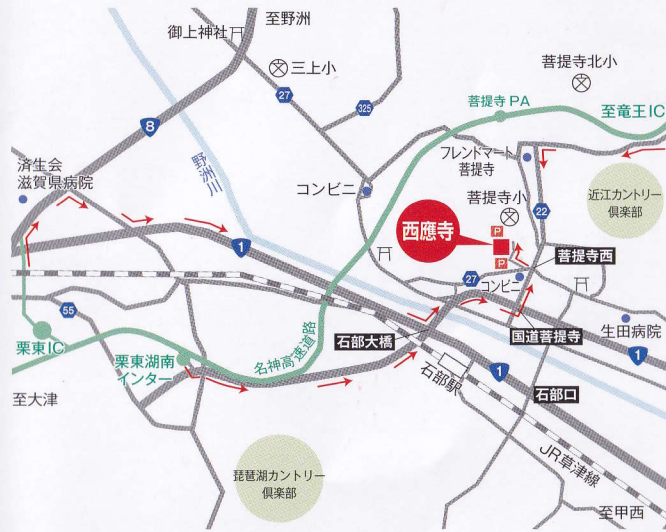 至野洲
御上神社
三上小
27
325
菩提寺北小
菩提寺PA
至竜王IC
8
済生会
滋賀県病院
野洲川
コンビニ
フレンドマート
菩提寺
菩提寺小
22
近江カントリー
倶楽部
西應寺
P
P
1
27
コンビニ
菩提寺西
55
栗東IC
栗東湖南
インター
名神高速道路
石部大橋
国道菩提寺
生田病院
1
至大津
石部駅
1
石部口
琵琶湖カントリー
倶楽部
JR草津線
至甲西